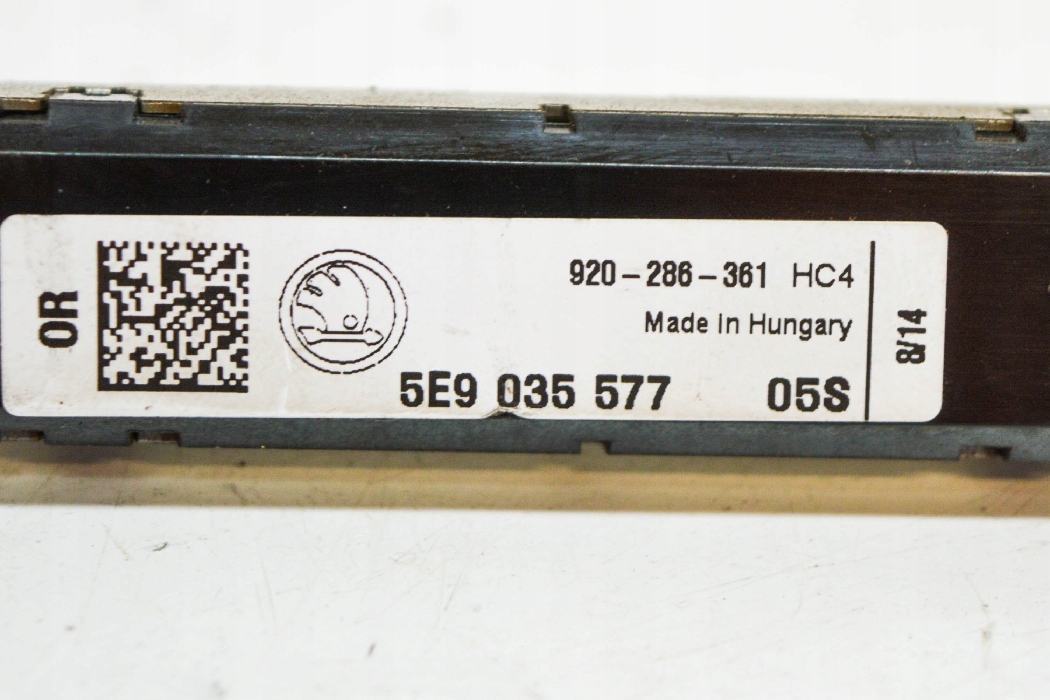 OR
920-286-361 HC4
Made in Hungary
5E9 035 577 05S
8/14